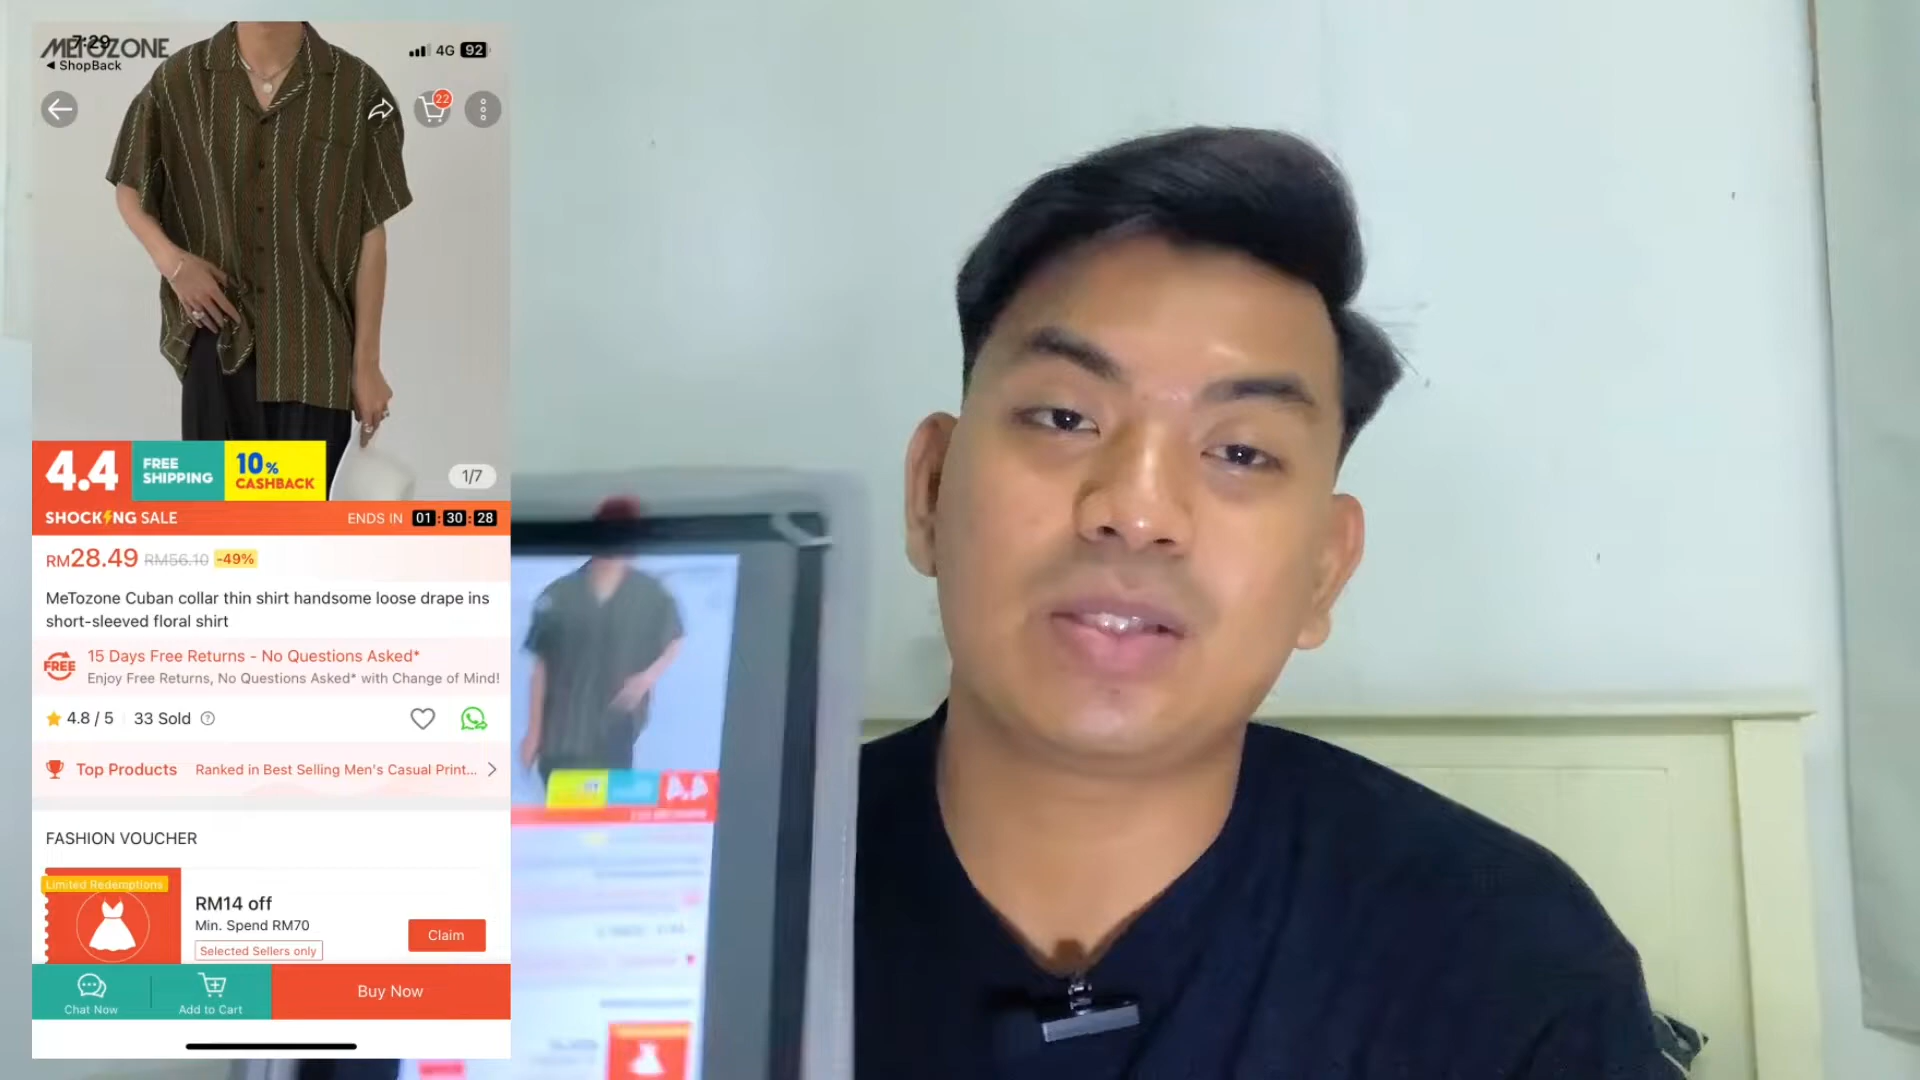 METOZONE
7:29
4G 92
ShopBack
22
4.4
FREE SHIPPING
10% CASHBACK
1/7
SHOCKING SALE
ENDS IN 01:30:28
RM28.49 RM56.10 -49%
MeTozone Cuban collar thin shirt handsome loose drape ins
short-sleeved floral shirt
FREE
15 Days Free Returns - No Questions Asked*
Enjoy Free Returns, No Questions Asked* with Change of Mind!
4.8 / 5 33 Sold
Top Products Ranked in Best Selling Men's Casual Print...
FASHION VOUCHER
Limited Redemptions
RM14 off
Min. Spend RM70
Claim
Selected Sellers only
Chat Now
Add to Cart
Buy Now
4.4